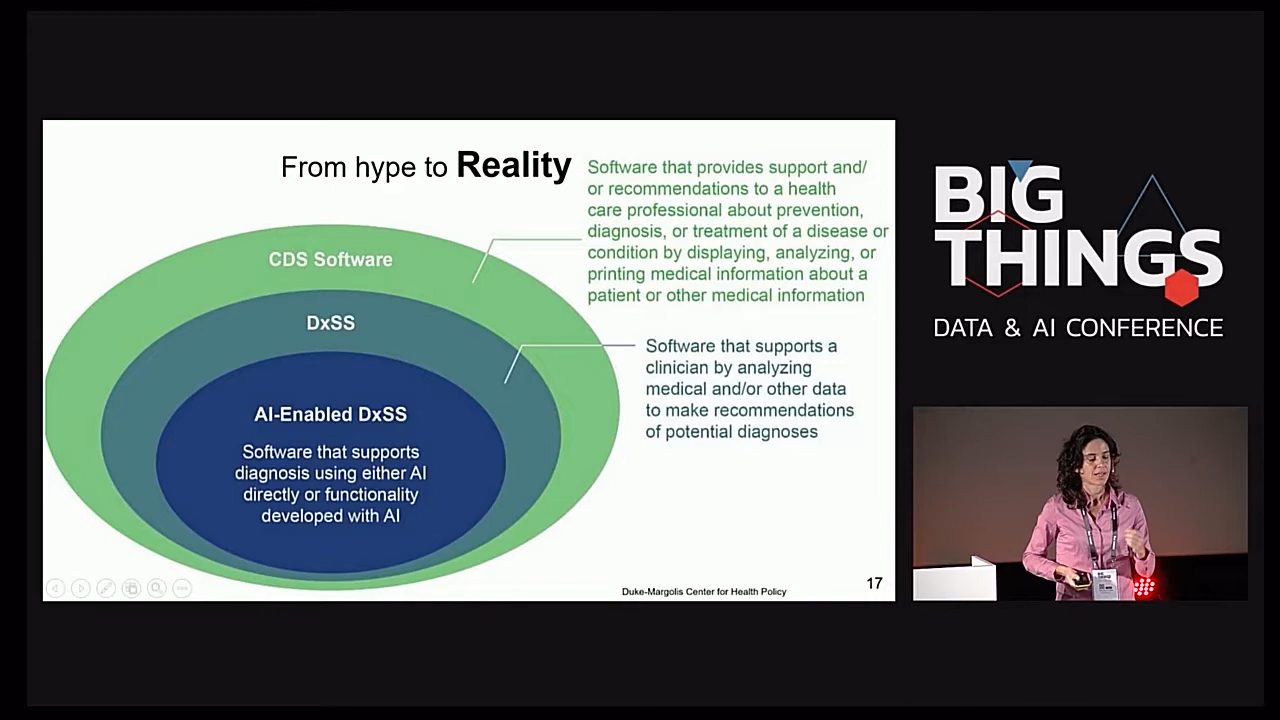 From hype to Reality
Software that provides support and/
or recommendations to a health
care professional about prevention,
diagnosis, or treatment of a disease or
condition by displaying, analyzing, or
printing medical information about a
patient or other medical information
CDS Software
DxSS
Software that supports a
clinician by analyzing
medical and/or other data
to make recommendations
of potential diagnoses
AI-Enabled DxSS
Software that supports
diagnosis using either AI
directly or functionality
developed with AI
Duke-Margolis Center for Health Policy
17
BIG
THINGS
DATA & AI CONFERENCE